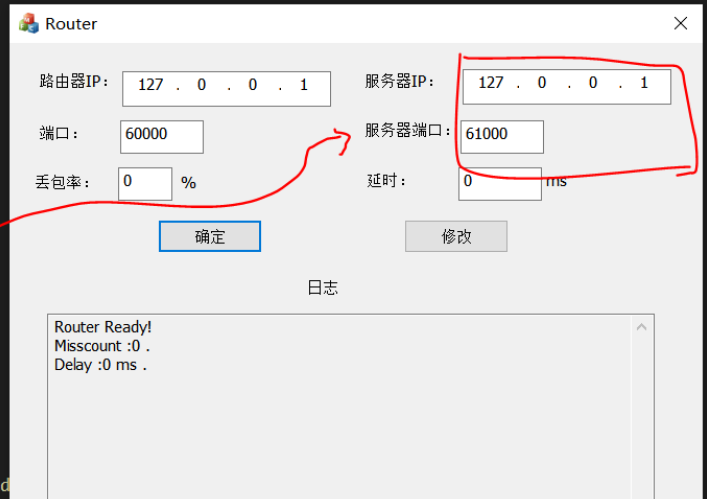 Router
路由器IP： 127 . 0 . 0 . 1 服务器IP： 127 . 0 . 0 . 1
端口： 60000 服务器端口： 61000
丢包率： 0 % 延时： 0 ms
确定 修改
日志
Router Ready!
Misscount :0 .
Delay :0 ms .
d